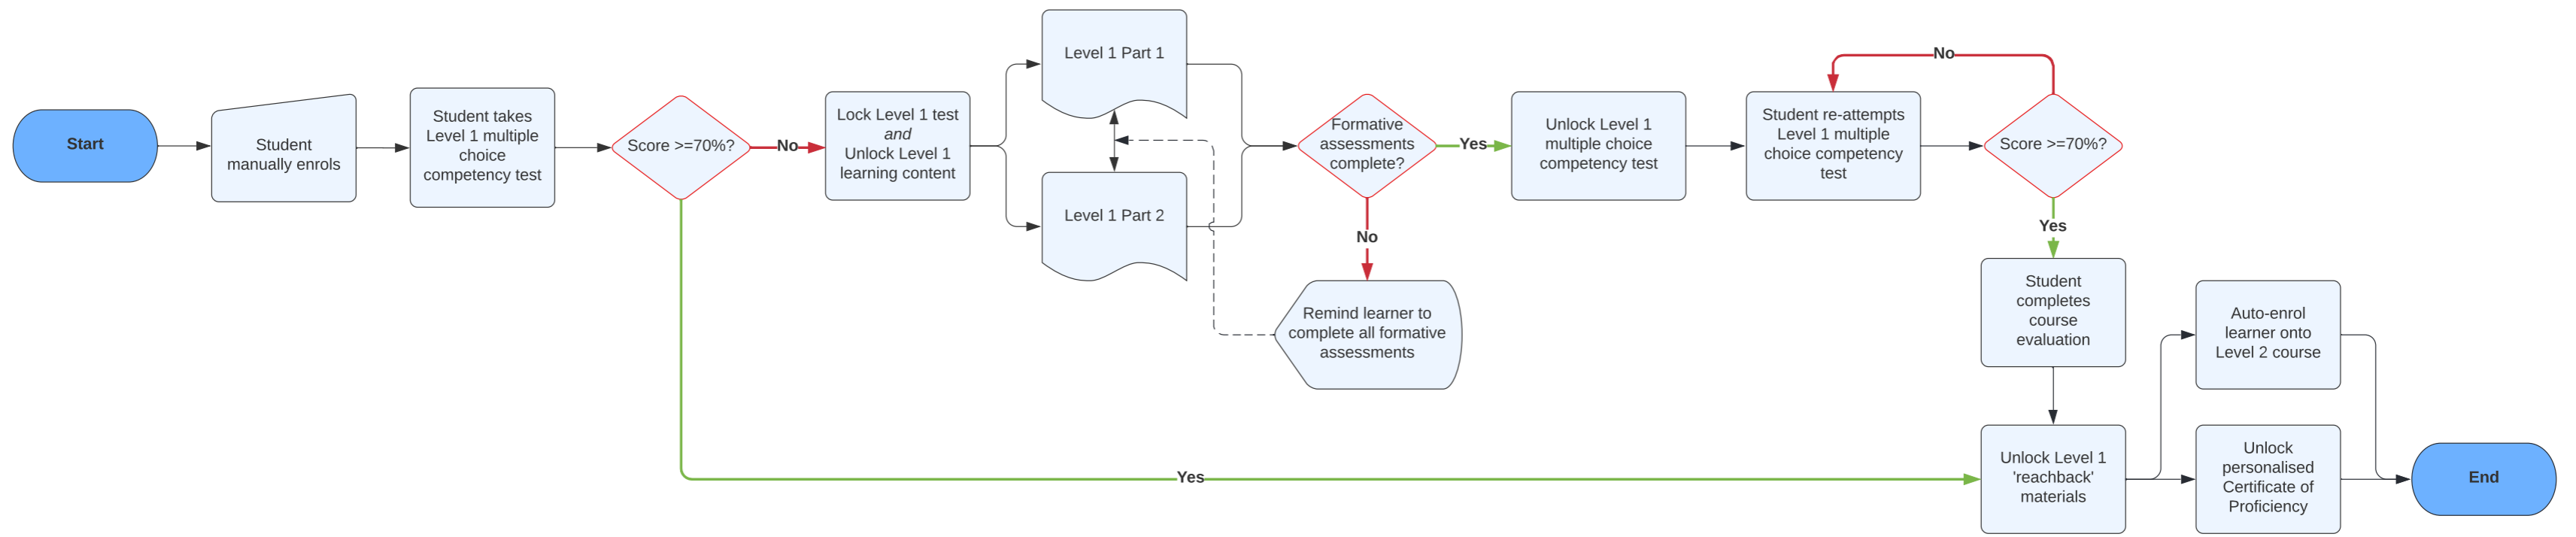 Start
Student
manually enrols
Student takes
Level 1 multiple
choice
competency test
Score >=70%?
No
Yes
Lock Level 1 test
and
Unlock Level 1
learning content
Level 1 Part 1
Level 1 Part 2
Formative
assessments
complete?
Yes
No
Remind learner to
complete all formative
assessments
Unlock Level 1
multiple choice
competency test
Student re-attempts
Level 1 multiple
choice competency
test
Score >=70%?
No
Yes
Student
completes
course
evaluation
Unlock Level 1
'reachback'
materials
Auto-enrol
learner onto
Level 2 course
Unlock
personalised
Certificate of
Proficiency
End